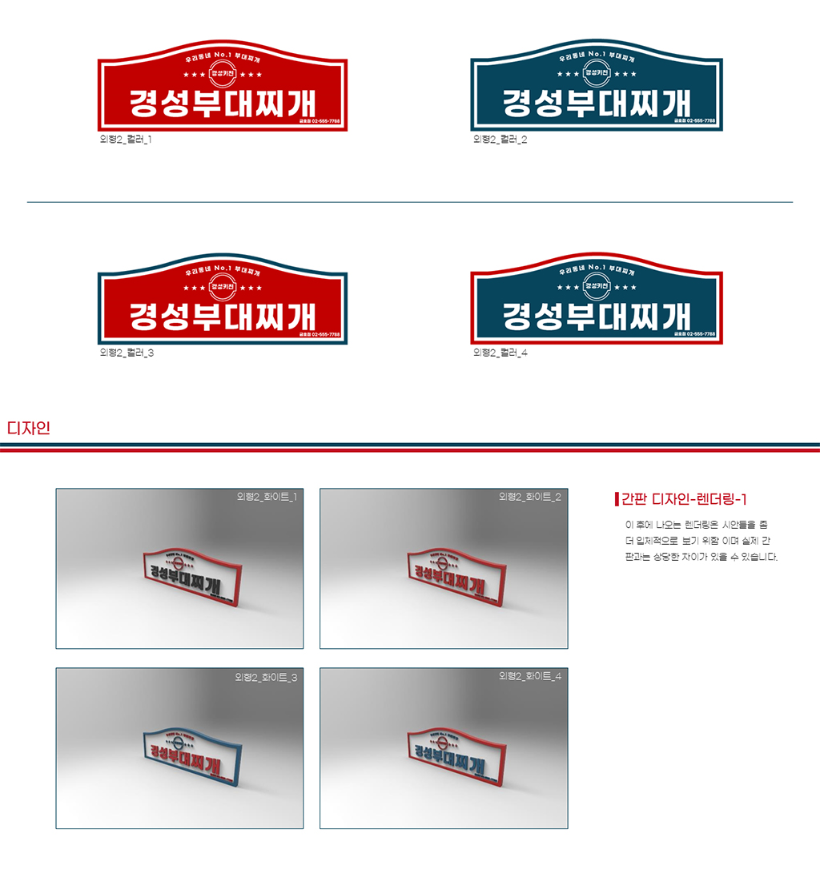 우리동네 No.1 부대찌개
경성키친
경성부대찌개
금호점 02-555-7788
외형2_컬러_1
우리동네 No.1 부대찌개
경성키친
경성부대찌개
금호점 02-555-7788
외형2_컬러_2
우리동네 No.1 부대찌개
경성키친
경성부대찌개
금호점 02-555-7788
외형2_컬러_3
우리동네 No.1 부대찌개
경성키친
경성부대찌개
금호점 02-555-7788
외형2_컬러_4
디자인
외형2_화이트_1
경성부대찌개
외형2_화이트_2
경성부대찌개
간판 디자인-렌더링-1
이 후에 나오는 렌더링은 시안들을 좀
더 입체적으로 보기 위함 이며 실제 간
판과는 상당한 차이가 있을 수 있습니다.
외형2_화이트_3
경성부대찌개
외형2_화이트_4
경성부대찌개